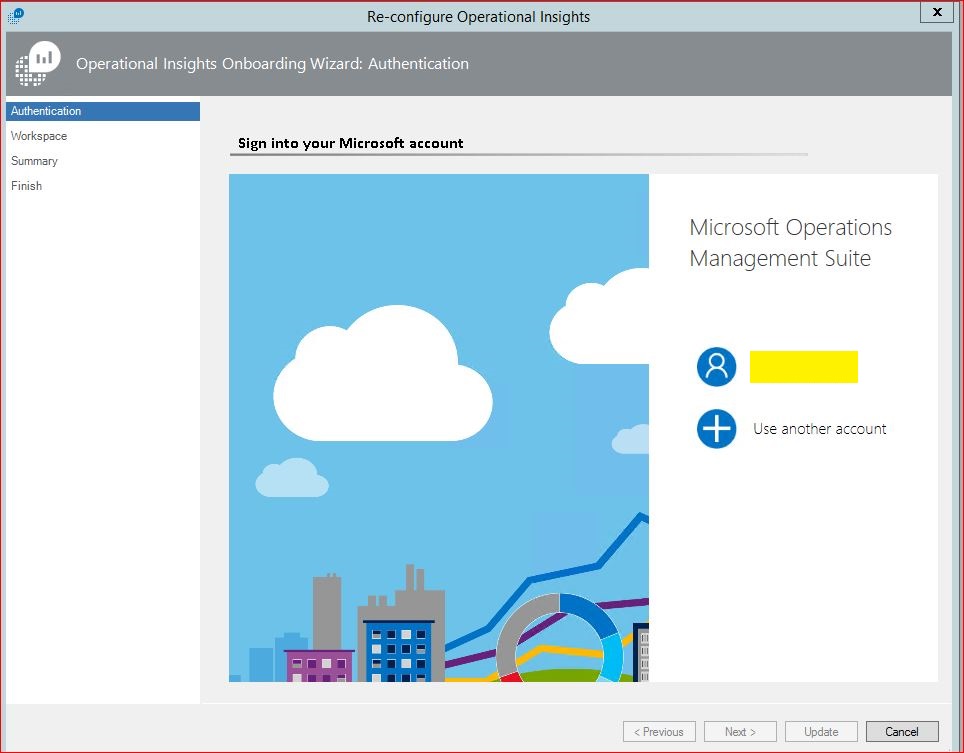 Re-configure Operational Insights
x
Operational Insights Onboarding Wizard: Authentication
Authentication
Workspace
Summary
Finish
Sign into your Microsoft account
Microsoft Operations
Management Suite
Use another account
< Previous
Next >
Update
Cancel